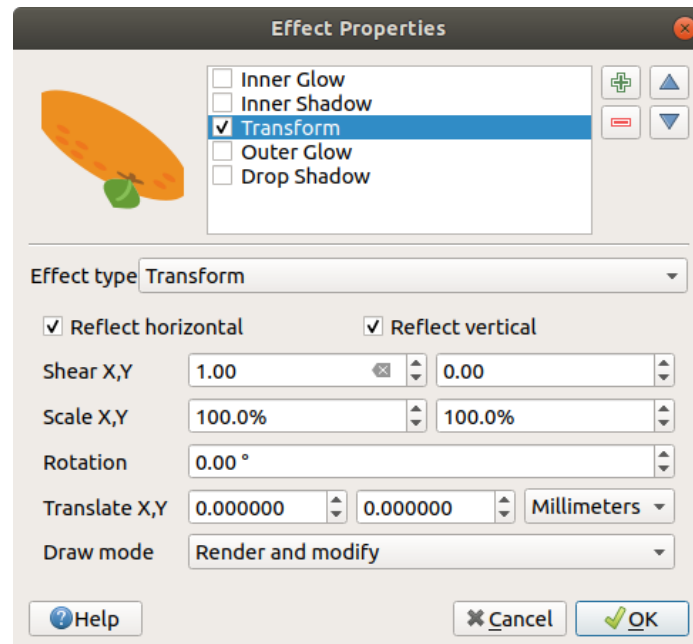 Effect Properties
Inner Glow
Inner Shadow
Transform
Outer Glow
Drop Shadow
Effect type Transform
Reflect horizontal Reflect vertical
Shear X,Y 1.00 0.00
Scale X,Y 100.0% 100.0%
Rotation 0.00 °
Translate X,Y 0.000000 0.000000 Millimeters
Draw mode Render and modify
Help Cancel OK